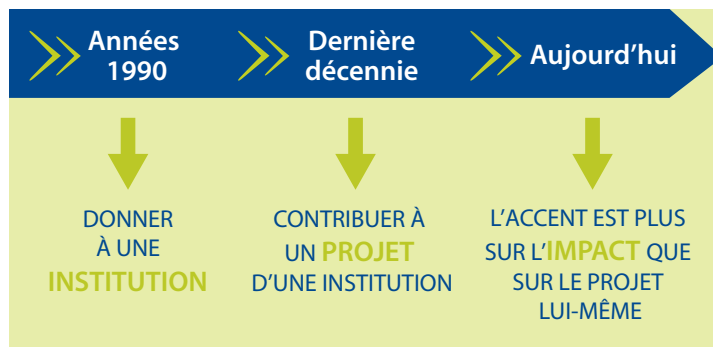 Années
1990
Dernière
décennie
Aujourd’hui
DONNER
À UNE
INSTITUTION
CONTRIBUER À
UN PROJET
D’UNE INSTITUTION
L’ACCENT EST PLUS
SUR L’IMPACT QUE
SUR LE PROJET
LUI-MÊME